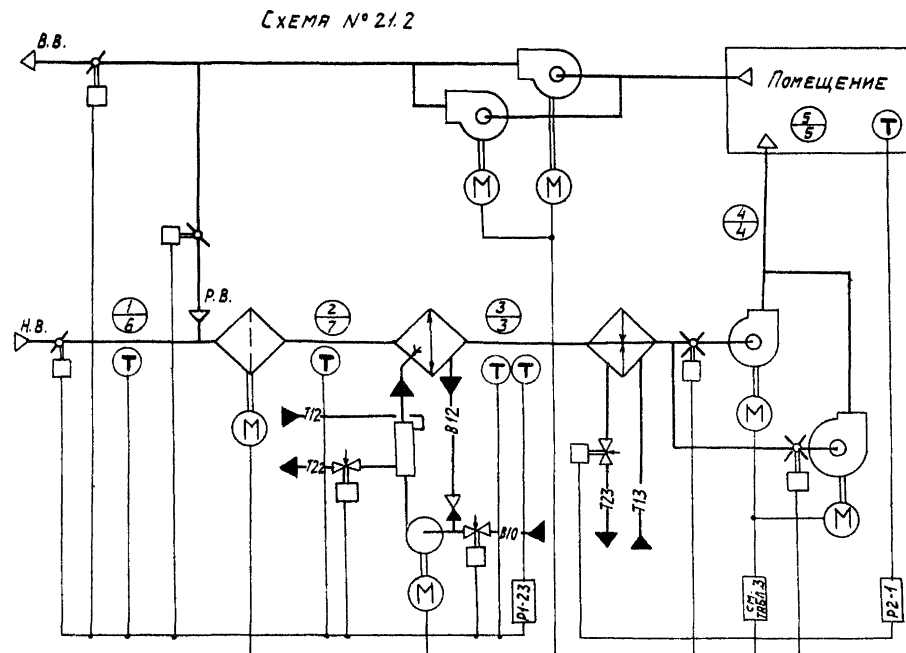 Схема № 21.2
В.В.
Помещение
5/5
Т
М
М
4/4
Р.В.
Н.В.
1/6
2/7
3/3
Т
Т
Т
Т
М
Т12
В12
Т22
В10
М
М
М
Т23
Т13
Р1-23
см. табл.3
Р2-1